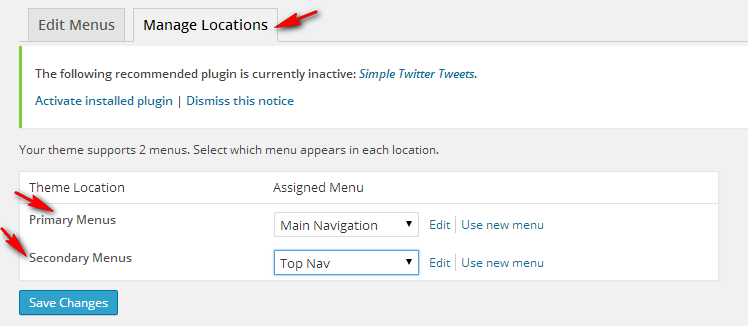 Edit Menus Manage Locations
The following recommended plugin is currently inactive: Simple Twitter Tweets.
Activate installed plugin | Dismiss this notice
Your theme supports 2 menus. Select which menu appears in each location.
Theme Location Assigned Menu
Primary Menus Main Navigation Edit Use new menu
Secondary Menus Top Nav Edit Use new menu
Save Changes